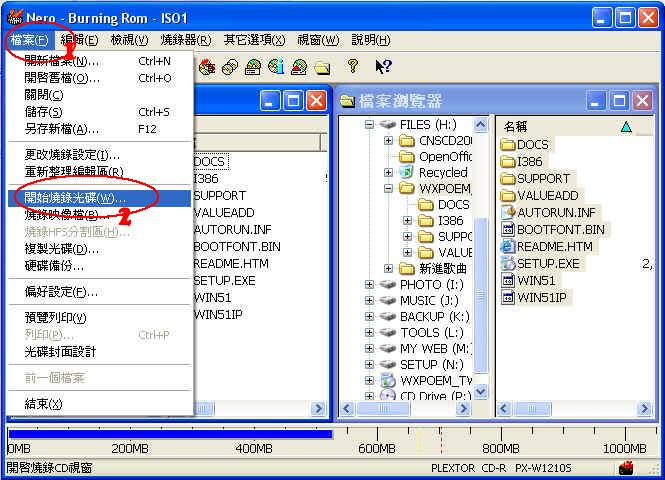 Nero - Burning Rom - ISO1
檔案(F) 編輯(E) 檢視(V) 燒錄器(R) 其它選項(X) 視窗(W) 說明(H)
1
開新檔案(N)... Ctrl+N
開啓舊檔(O)... Ctrl+O
關閉(C)
儲存(S) Ctrl+S
另存新檔(A)... F12
更改燒錄設定(I)...
重新整理編輯區(R)
開始燒錄光碟(W)...
2
燒錄映像檔(B)...
燒錄HFS分割區(H)...
複製光碟(D)...
硬碟備份...
偏好設定(F)...
預覽列印(V)
列印(P)... Ctrl+P
光碟封面設計
前一個檔案
結束(X)
DOCS
I386
SUPPORT
VALUEADD
AUTORUN.INF
BOOTFONT.BIN
README.HTM
SETUP.EXE
WIN51
WIN51IP
檔案瀏覽器
FILES (H:)
CNSCD20
OpenOffic
Recycled
WXPOEM_
DOCS
I386
SUPPO
VALUE
新進歌曲
PHOTO (I:)
MUSIC (J:)
BACKUP (K:)
TOOLS (L:)
MY WEB (M:
SETUP (N:)
WXPOEM_TW
CD Drive (P:)
名稱
DOCS
I386
SUPPORT
VALUEADD
AUTORUN.INF
BOOTFONT.BIN
README.HTM
SETUP.EXE 2,
WIN51
WIN51IP
0MB 200MB 400MB 600MB 800MB 1000MB
開啓燒錄CD視窗 PLEXTOR CD-R PX-W1210S